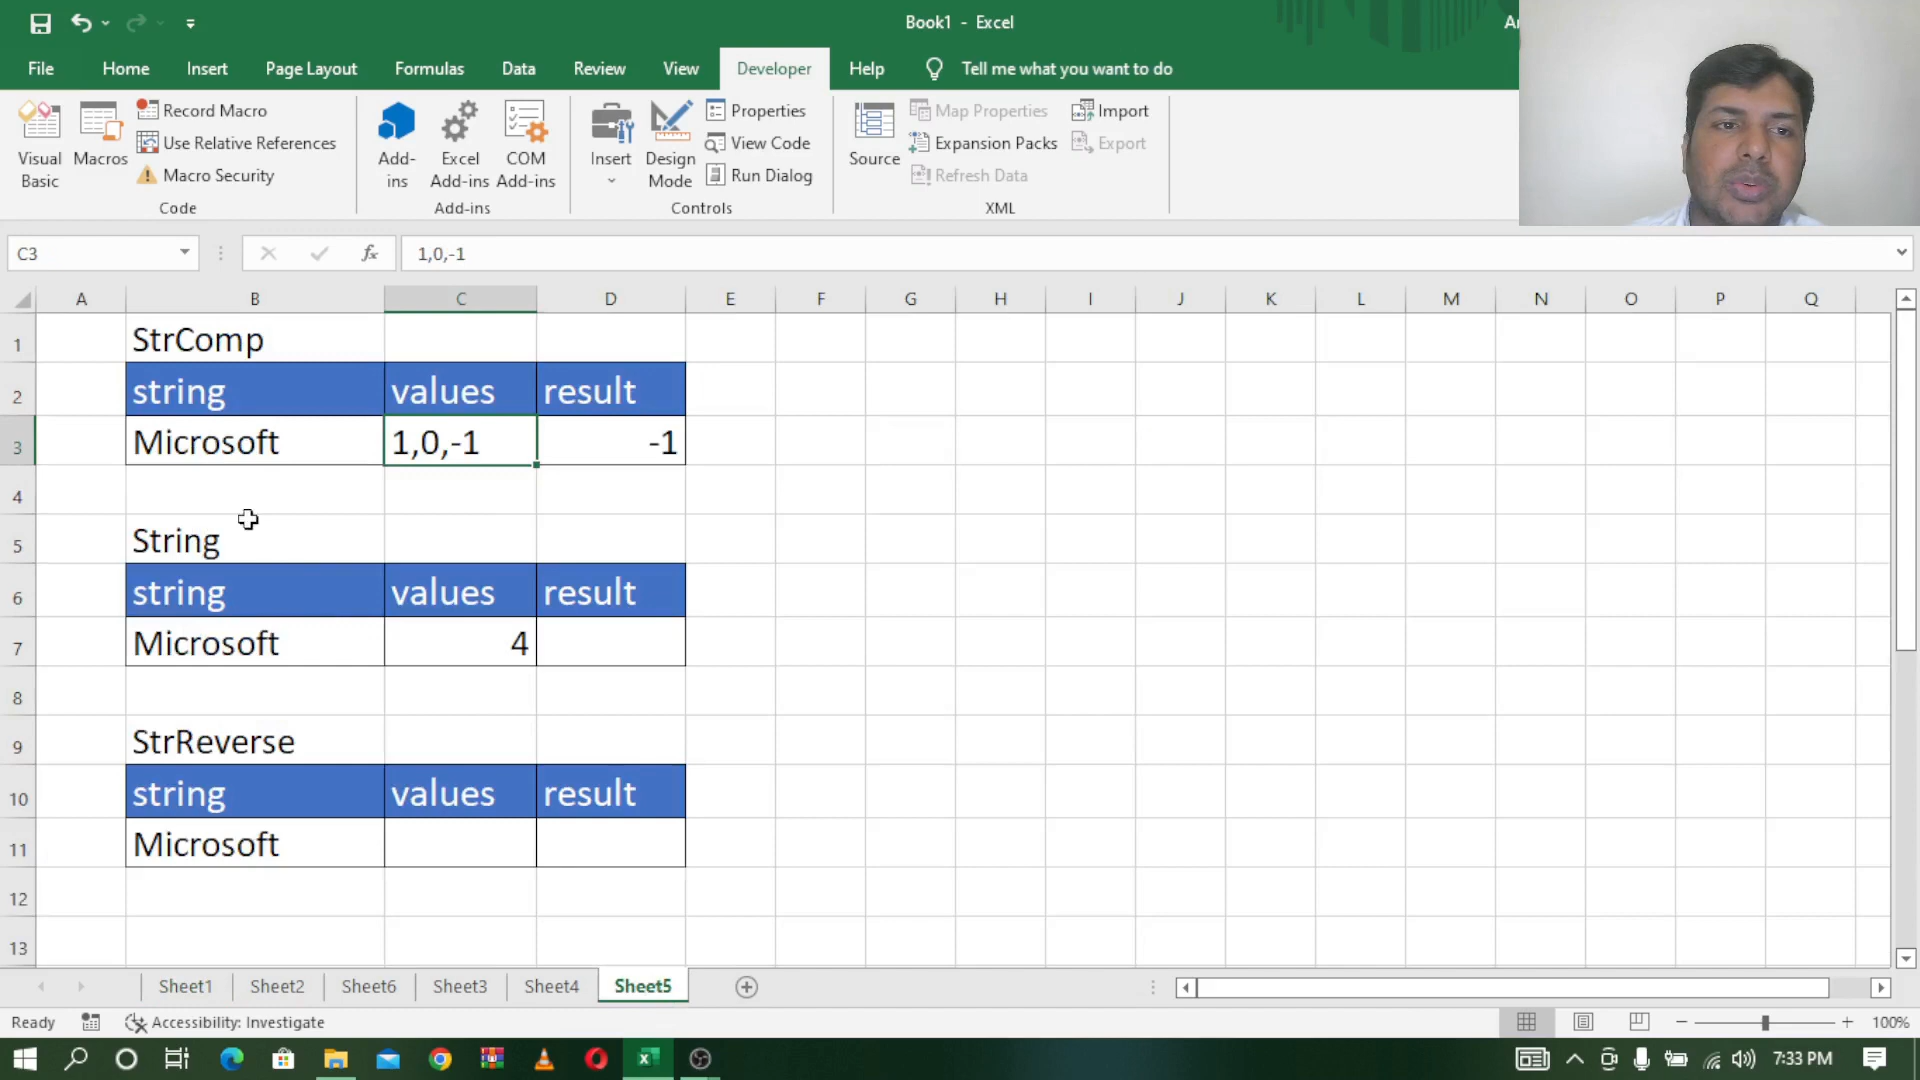 Book1 - Excel
File Home Insert Page Layout Formulas Data Review View Developer Help Tell me what you want to do
Visual Basic
Macros
Record Macro
Use Relative References
Macro Security
Code
Add-ins
Excel Add-ins
COM Add-ins
Add-ins
Insert
Design Mode
Properties
View Code
Run Dialog
Controls
Source
Map Properties
Expansion Packs
Refresh Data
Import
Export
XML
C3 fx 1,0,-1
A B C D E F G H I J K L M N O P Q
1 StrComp
2 string values result
3 Microsoft 1,0,-1 -1
4
5 String
6 string values result
7 Microsoft 4
8
9 StrReverse
10 string values result
11 Microsoft
12
13
Sheet1 Sheet2 Sheet6 Sheet3 Sheet4 Sheet5
Ready Accessibility: Investigate 100%
7:33 PM